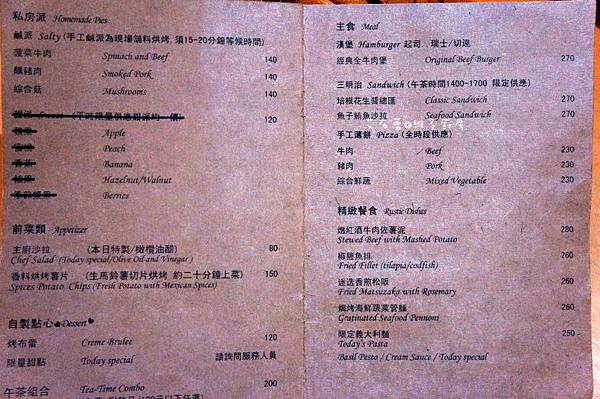 私房派 Homemade Pies
鹹派 Salty (手工鹹派為現場舖料烘烤, 須15-20分鐘等候時間)
菠菜牛肉 Spinach and Beef 140
醺豬肉 Smoked Pork 140
綜合菇 Mushrooms 140
Sweet 120
Apple
Peach
Banana
Hazelnut/Walnut
Berries
前菜類 Appetizer
主廚沙拉 (本日特製/橄欖油醋) 80
Chef Salad (Today special/Olive Oil and Vinegar)
香料烘烤薯片 (生馬鈴薯切片烘烤 約二十分鐘上菜) 150
Spices Potato Chips (Fresh Potato with Mexican Spices)
自製點心 Dessert
烤布蕾 Creme Brulee 120
限量甜點 Today special 請詢問服務人員
午茶組合 Tea-Time Combo 200
主食 Meal
漢堡 Hamburger 起司. 瑞士/切達
經典全牛肉堡 Original Beef Burger 270
三明治 Sandwich (午茶時間1400-1700 限定供應)
培根花生醬總匯 Classic Sandwich 270
魚子鮪魚沙拉 Seafood Sandwich 270
手工薄餅 Pizza (全時段供應)
牛肉 Beef 230
豬肉 Pork 230
綜合鮮蔬 Mixed Vegetable 230
精緻餐食 Rustic Dishes
燉紅酒牛肉佐薯泥 280
Stewed Beef with Mashed Potato
椒鹽魚排 260
Fried Fillet (tilapia/codfish)
迷迭香煎松阪 260
Fried Matsuzaka with Rosemary
焗烤海鮮蔬菜管麵 260
Gratinated Seafood Pennoni
限定義大利麵 250
Today's Pasta
Basil Pesto / Cream Sauce / Today special